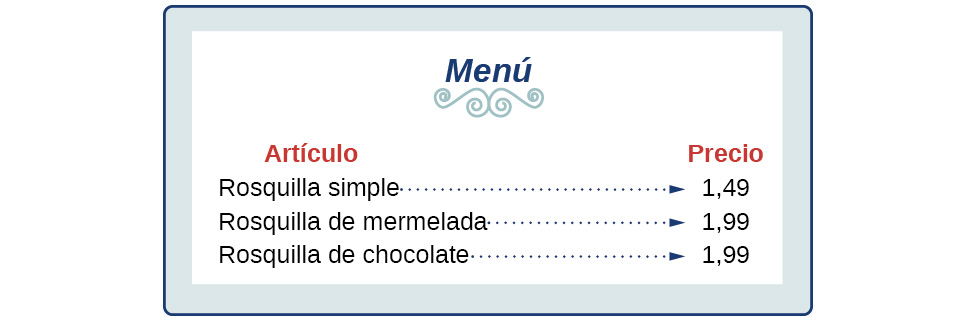 Menú
Artículo Precio
Rosquilla simple 1,49
Rosquilla de mermelada 1,99
Rosquilla de chocolate 1,99